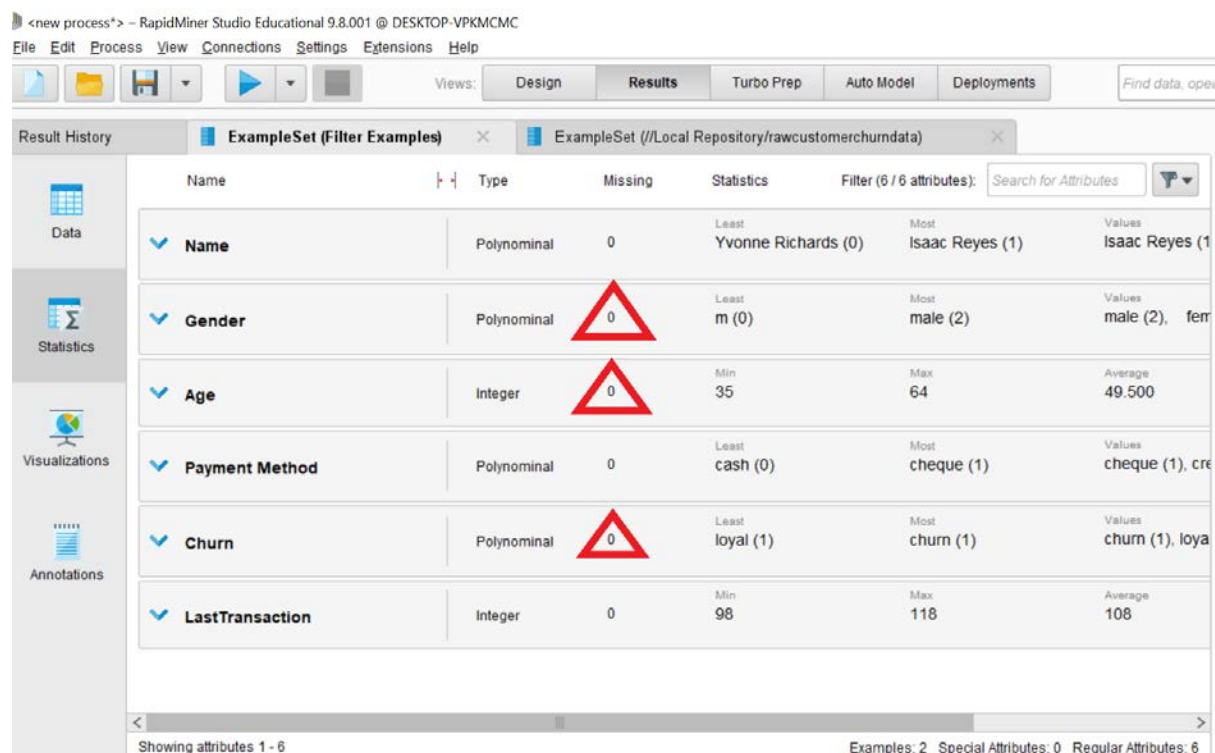 <new process*> – RapidMiner Studio Educational 9.8.001 @ DESKTOP-VPKMCMC
File Edit Process View Connections Settings Extensions Help
Views: Design Results Turbo Prep Auto Model Deployments Find data, ope
Result History ExampleSet (Filter Examples) ExampleSet (//Local Repository/rawcustomerchurndata)
Name Type Missing Statistics Filter (6 / 6 attributes): Search for Attributes
Data
Least Most Values
Name Polynominal 0 Yvonne Richards (0) Isaac Reyes (1) Isaac Reyes (1
Statistics
Least Most Values
Gender Polynominal 0 m (0) male (2) male (2), fem
Min Max Average
Age Integer 0 35 64 49.500
Visualizations
Least Most Values
Payment Method Polynominal 0 cash (0) cheque (1) cheque (1), cre
Annotations
Least Most Values
Churn Polynominal 0 loyal (1) churn (1) churn (1), loya
Min Max Average
LastTransaction Integer 0 98 118 108
Showing attributes 1 - 6 Examples: 2 Special Attributes: 0 Regular Attributes: 6